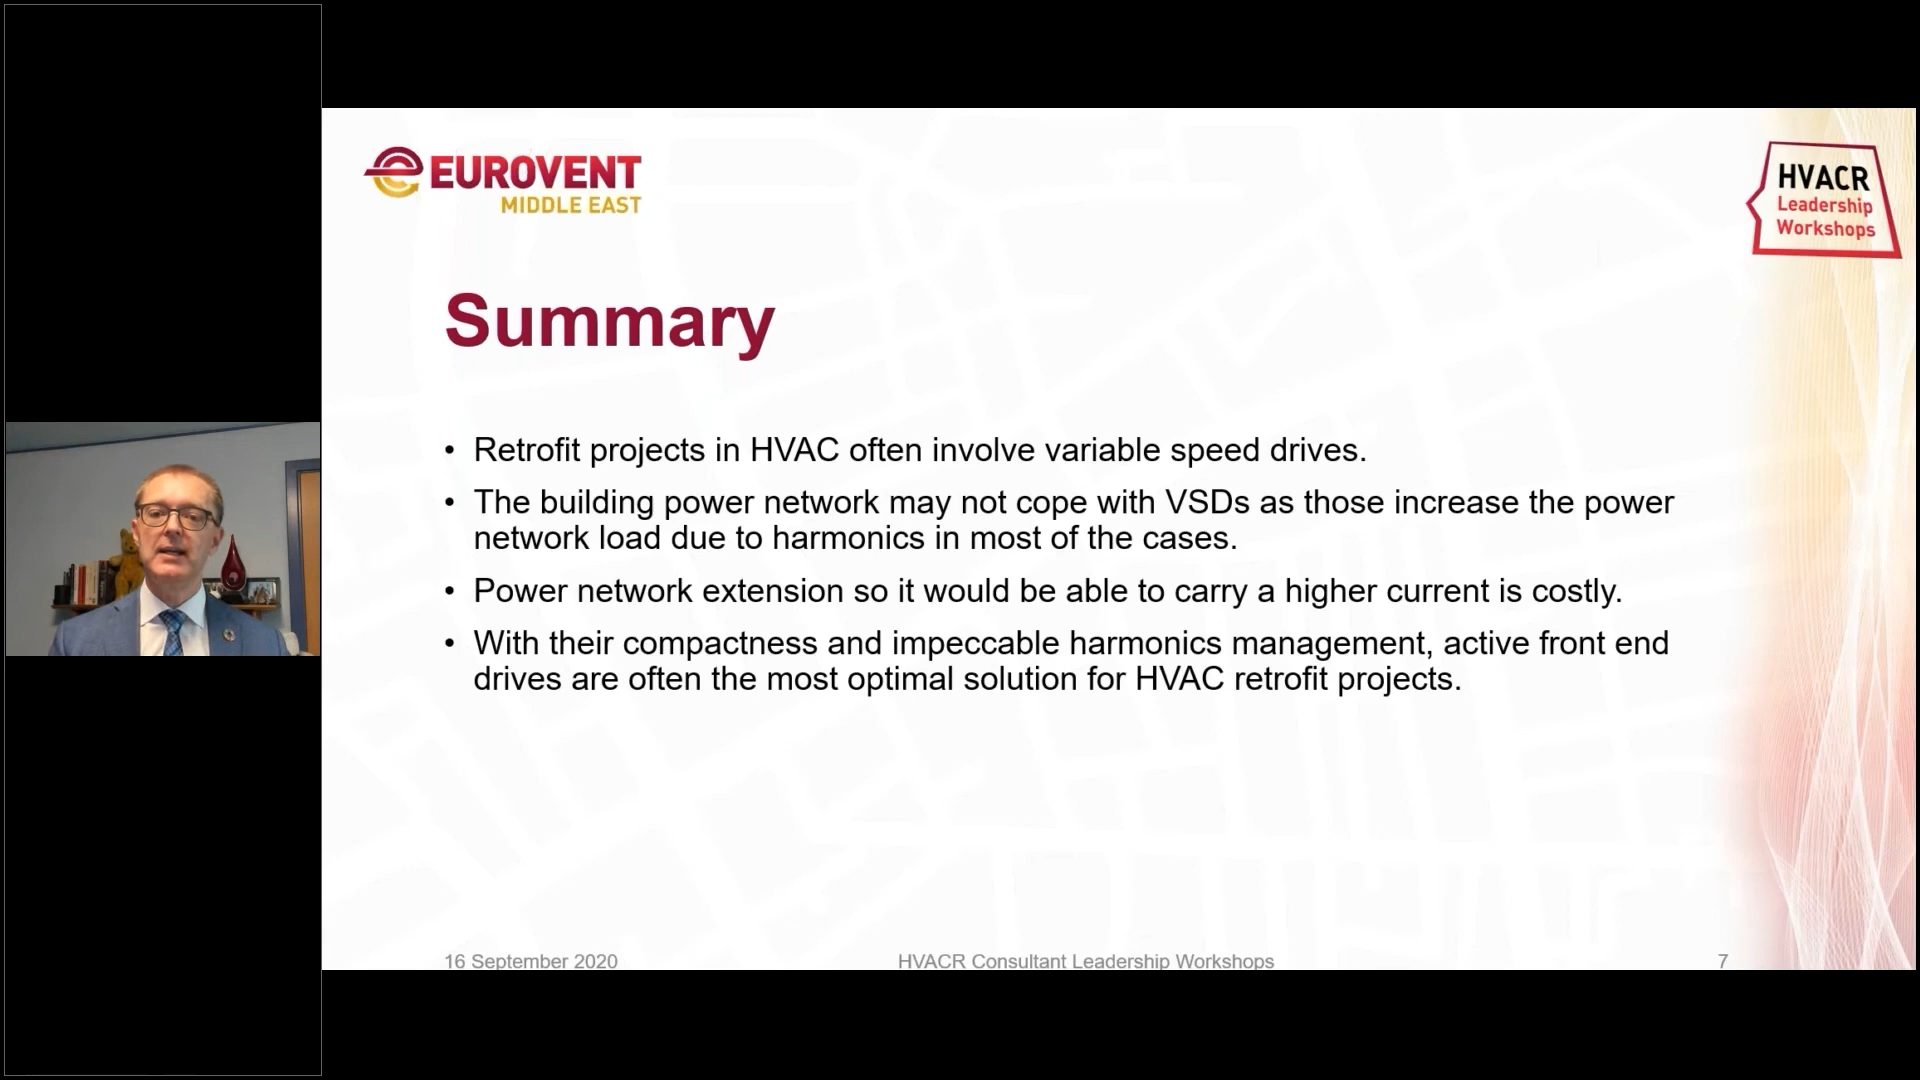 EUROVENT
MIDDLE EAST
HVACR
Leadership
Workshops
Summary
• Retrofit projects in HVAC often involve variable speed drives.
• The building power network may not cope with VSDs as those increase the power
network load due to harmonics in most of the cases.
• Power network extension so it would be able to carry a higher current is costly.
• With their compactness and impeccable harmonics management, active front end
drives are often the most optimal solution for HVAC retrofit projects.
16 September 2020
HVACR Consultant Leadership Workshops
7